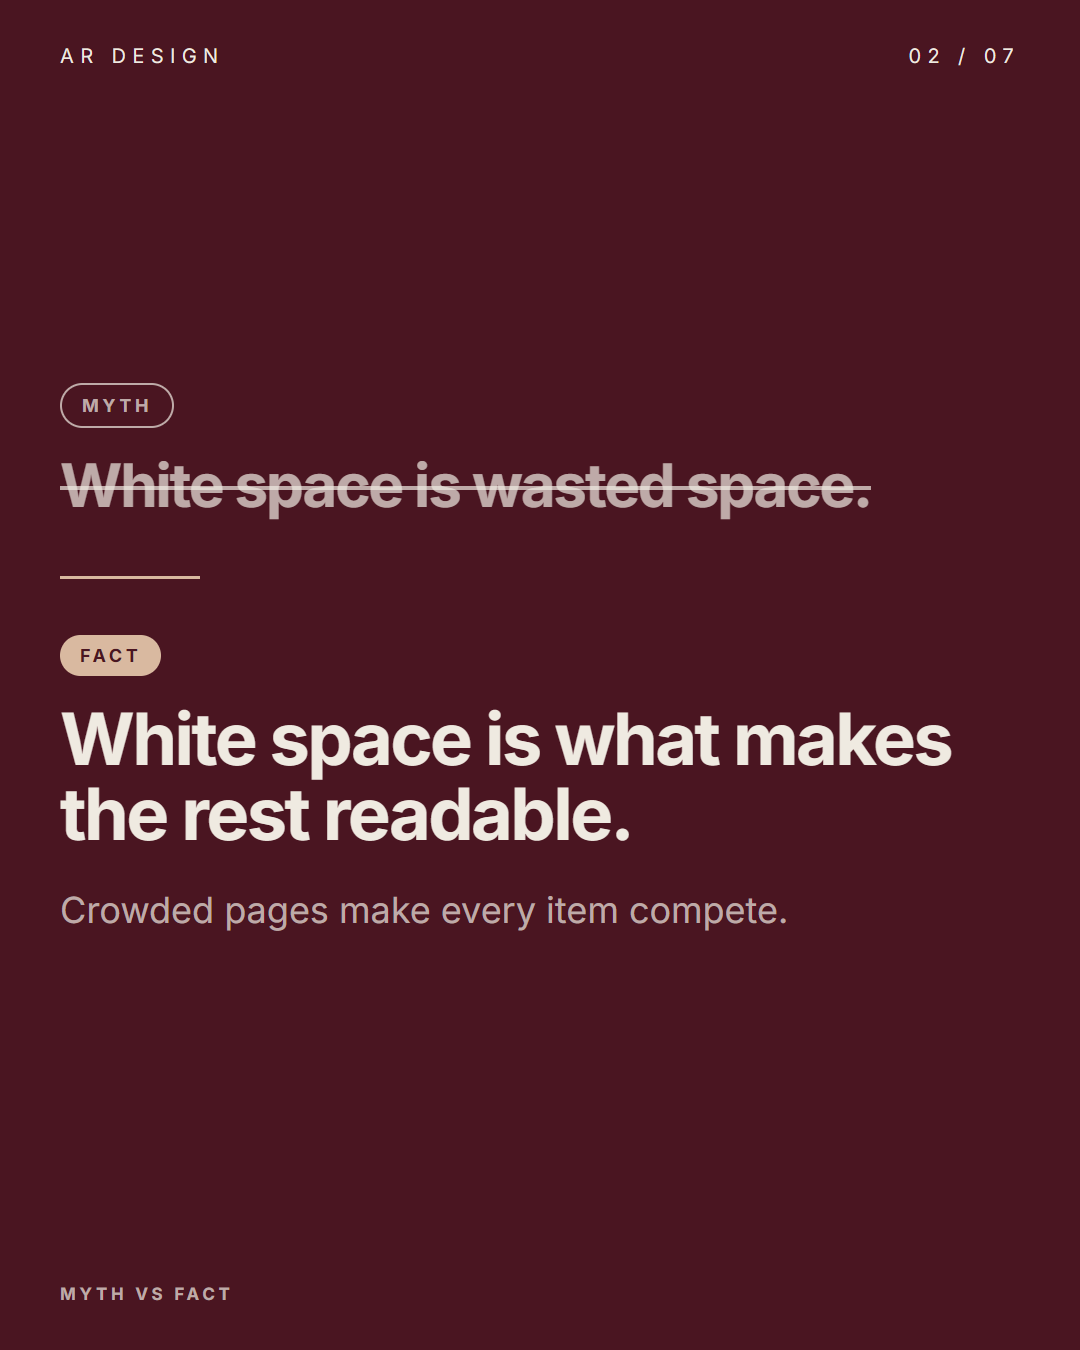 AR DESIGN
02 / 07
MYTH
White space is wasted space.
FACT
White space is what makes
the rest readable.
Crowded pages make every item compete.
MYTH VS FACT